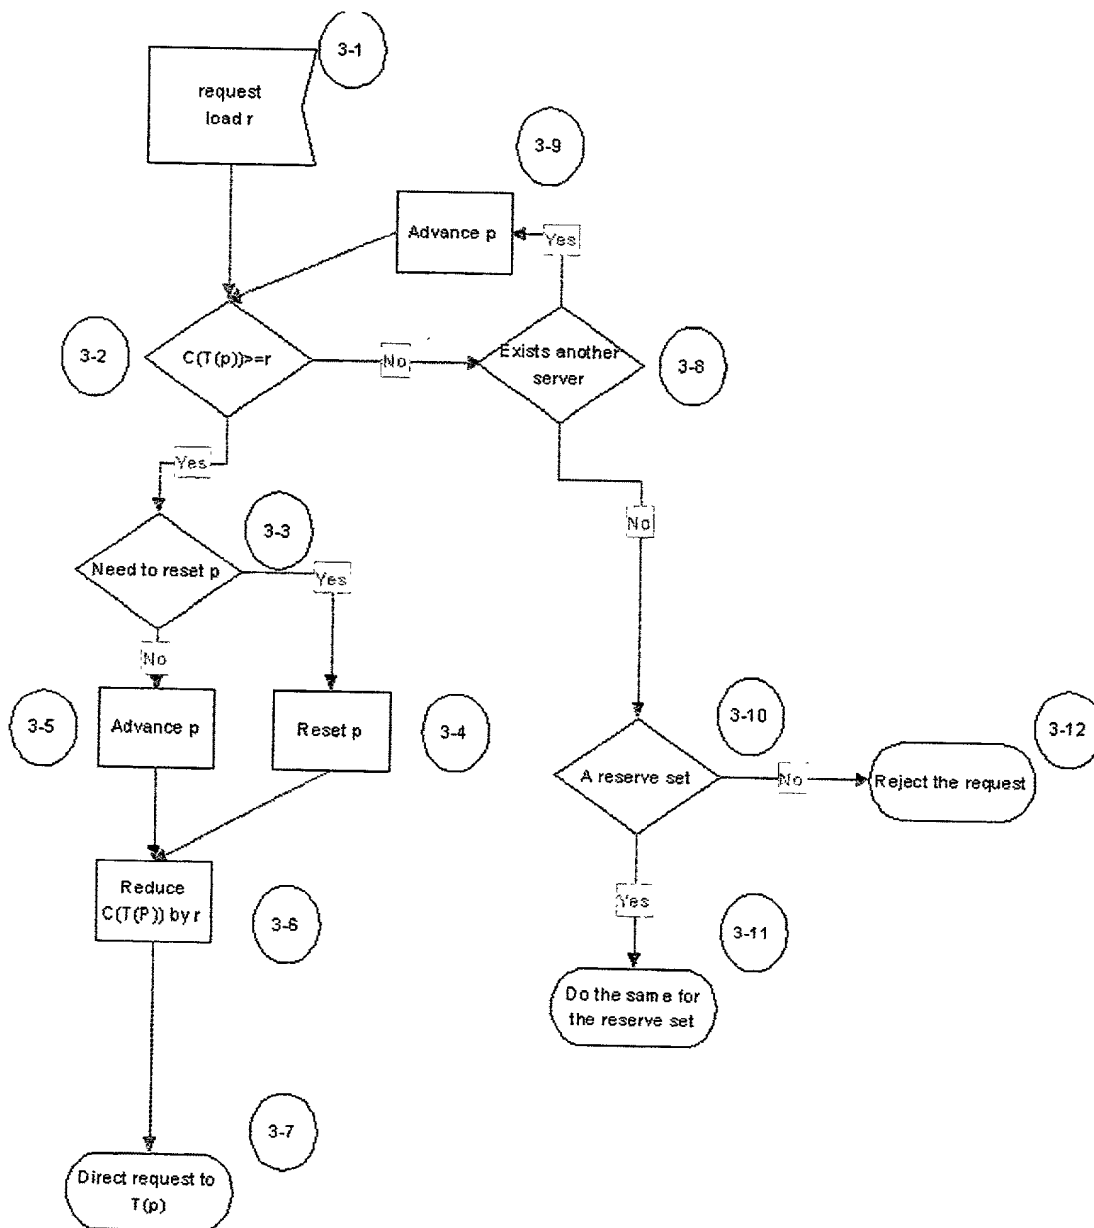 3-1
request
load r
3-9
Advance p
Yes
3-2
C(T(p))>=r
No
Exists another
server
3-8
Yes
3-3
No
Need to reset p
Yes
No
3-5
Advance p
Reset p
3-4
3-10
3-12
A reserve set
No
Reject the request
Reduce
C(T(P)) by r
3-6
Yes
3-11
Do the same for
the reserve set
3-7
Direct request to
T(p)